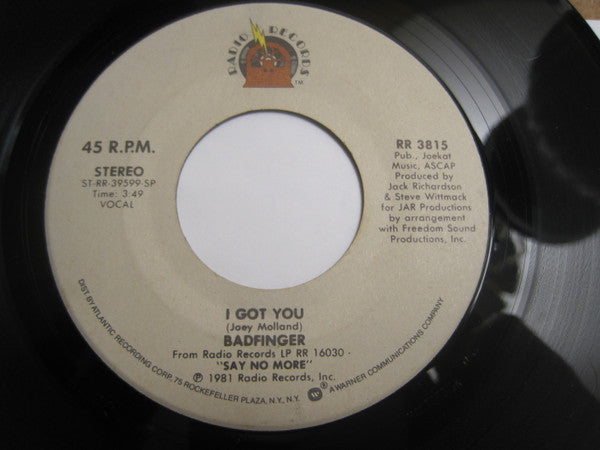 RADIO RECORDS
TM
45 R.P.M.
STEREO
ST-RR-39599-SP
Time: 3:49
VOCAL
RR 3815
Pub., Joekat
Music, ASCAP
Produced by
Jack Richardson
& Steve Wittmack
for JAR Productions
by arrangement
with Freedom Sound
Productions, Inc.
I GOT YOU
(Joey Molland)
BADFINGER
From Radio Records LP RR 16030 -
"SAY NO MORE"
℗ 1981 Radio Records, Inc.
DIST BY ATLANTIC RECORDING CORP., 75 ROCKEFELLER PLAZA, N.Y., N.Y. W ® A WARNER COMMUNICATIONS COMPANY